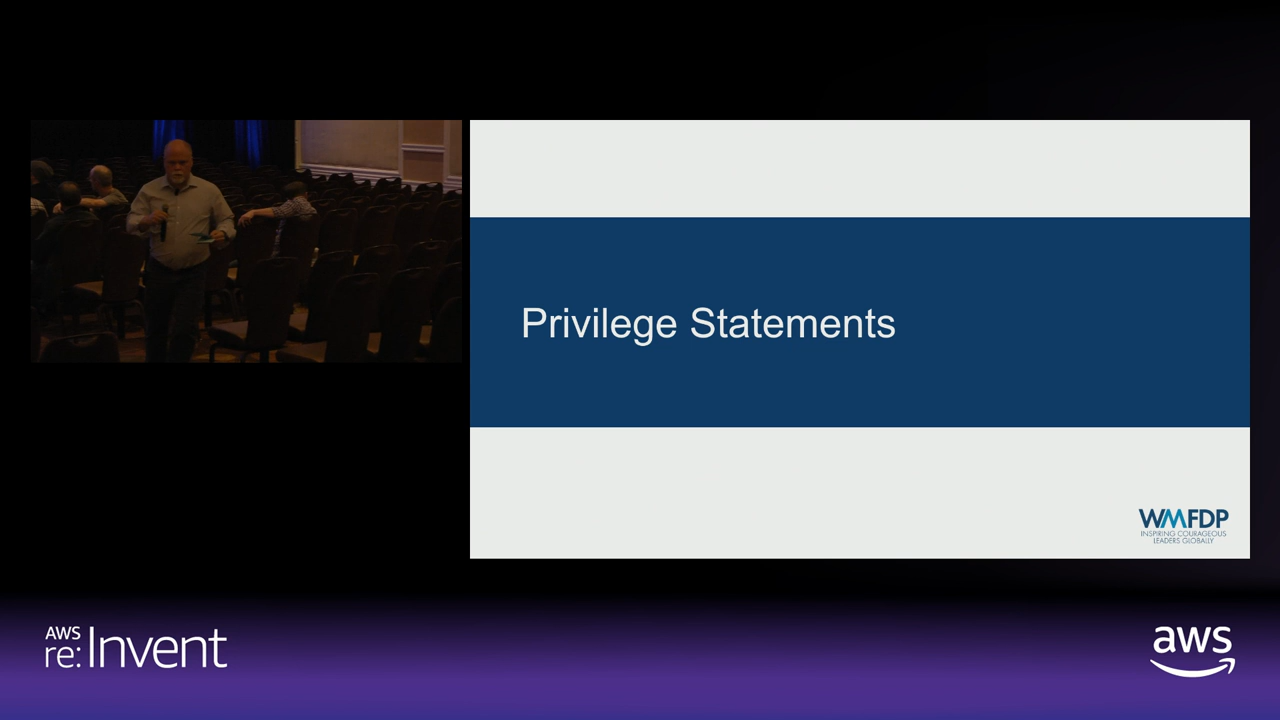 Privilege Statements
WMFDP
INSPIRING COURAGEOUS
LEADERS GLOBALLY
AWS
re:Invent
aws